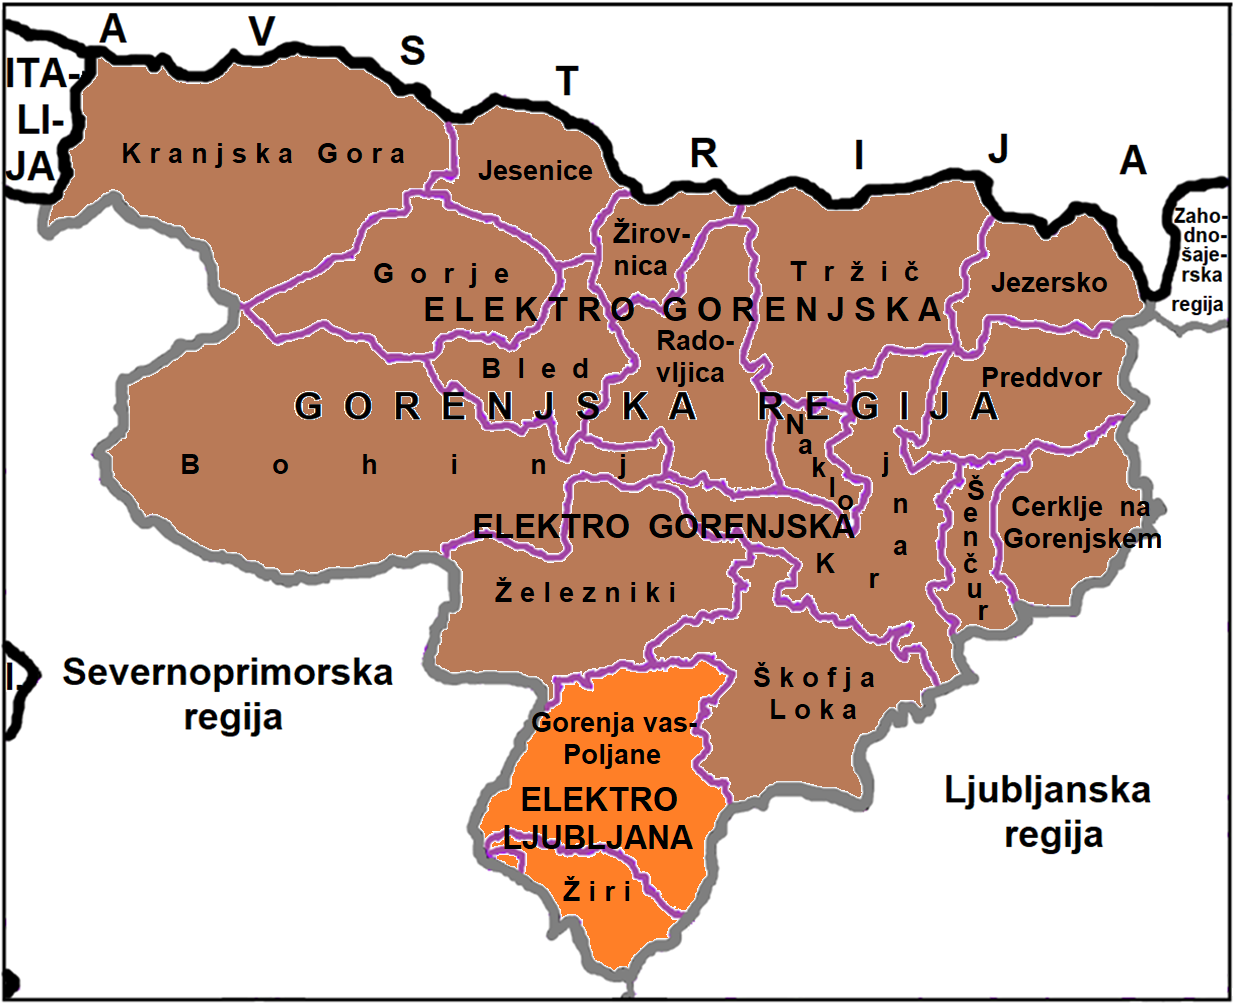 A V S T R I J A
ITA-
LI-
JA
Kranjska Gora
Jesenice
Žirov-
nica
Gorje
Tržič
Jezersko
Zaho-
dno-
šaje-
rska
regija
ELEKTRO GORENJSKA
Rado-
vljica
Bled
Preddvor
GORENJSKA REGIJA
Naklo
Bohinj
Kranj
Šenčur
Cerklje na
Gorenjskem
ELEKTRO GORENJSKA
Železniki
I.
Severnoprimorska
regija
Škofja
Loka
Gorenja vas-
Poljane
ELEKTRO
LJUBLJANA
Ljubljanska
regija
Žiri